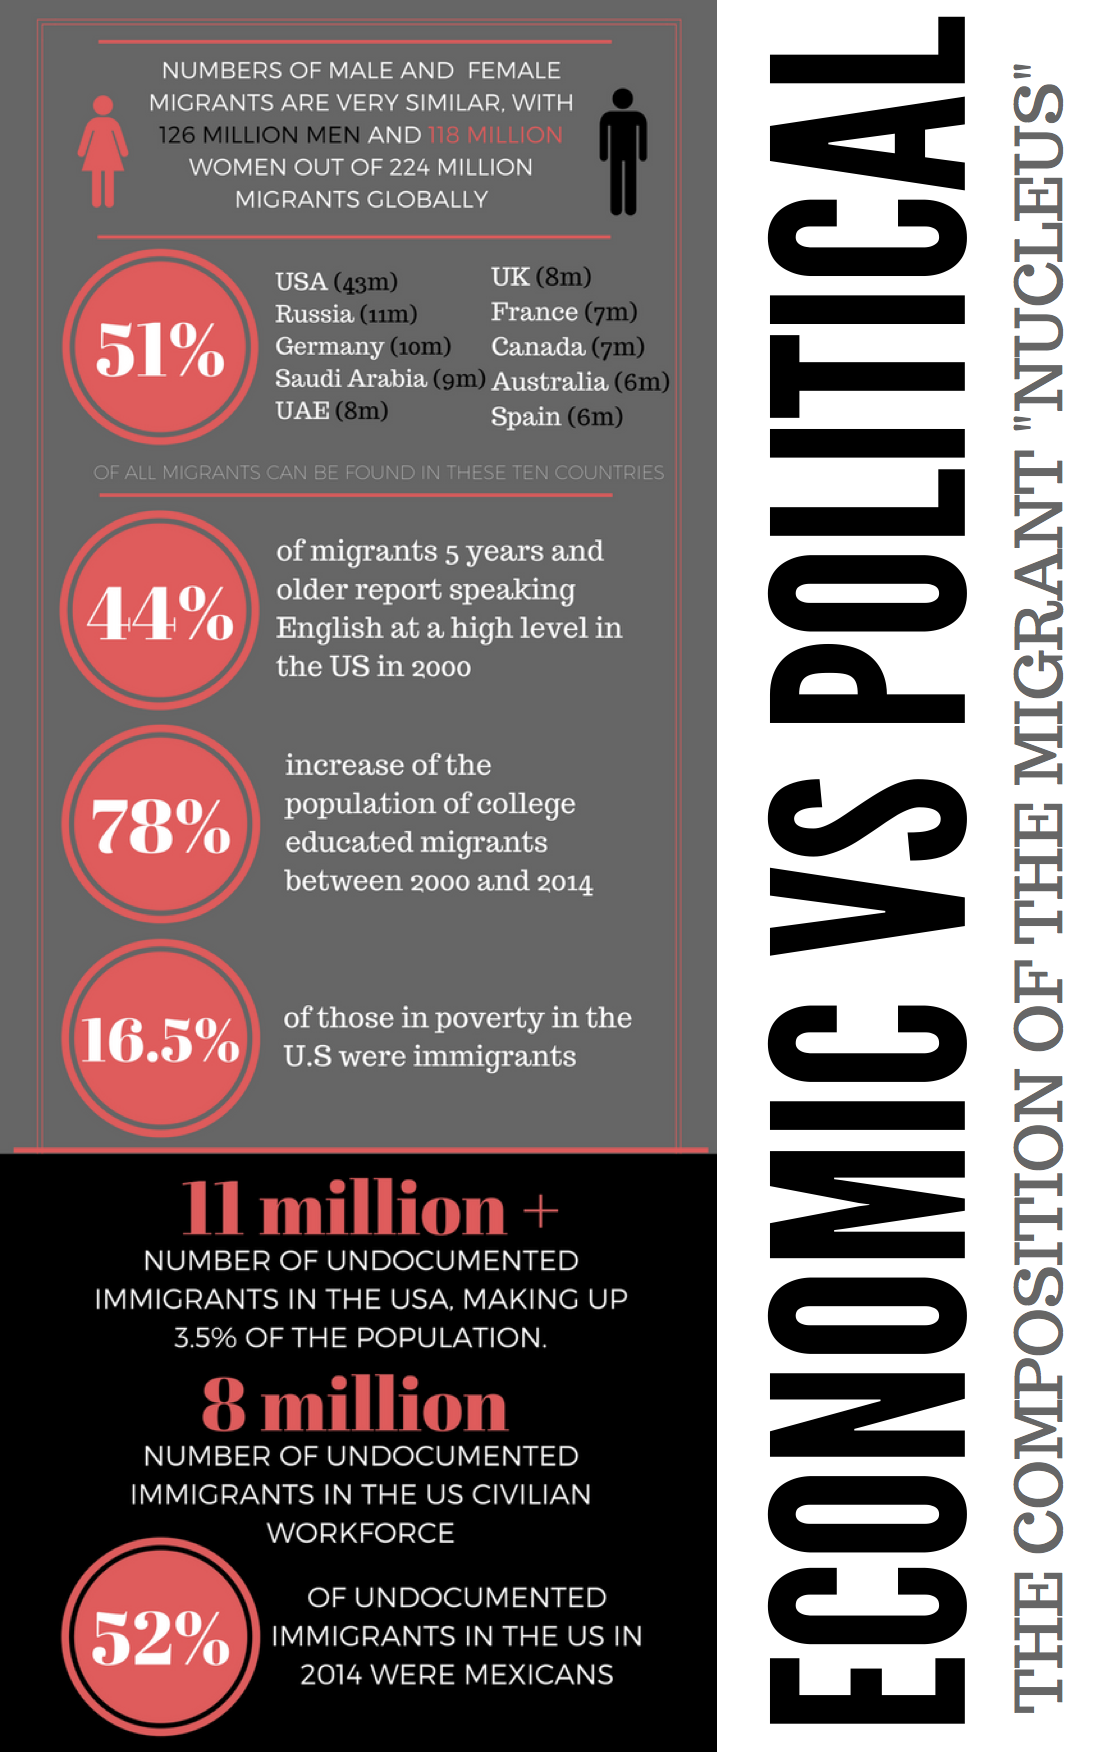 NUMBERS OF MALE AND FEMALE
MIGRANTS ARE VERY SIMILAR, WITH
126 MILLION MEN AND 118 MILLION
WOMEN OUT OF 224 MILLION
MIGRANTS GLOBALLY
51%
USA (43m)
Russia (11m)
Germany (10m)
Saudi Arabia (9m)
UAE (8m)
UK (8m)
France (7m)
Canada (7m)
Australia (6m)
Spain (6m)
OF ALL MIGRANTS CAN BE FOUND IN THESE TEN COUNTRIES
44%
of migrants 5 years and
older report speaking
English at a high level in
the US in 2000
78%
increase of the
population of college
educated migrants
between 2000 and 2014
16.5%
of those in poverty in the
U.S were immigrants
11 million +
NUMBER OF UNDOCUMENTED
IMMIGRANTS IN THE USA, MAKING UP
3.5% OF THE POPULATION.
8 million
NUMBER OF UNDOCUMENTED
IMMIGRANTS IN THE US CIVILIAN
WORKFORCE
52%
OF UNDOCUMENTED
IMMIGRANTS IN THE US IN
2014 WERE MEXICANS
ECONOMIC VS POLITICAL
THE COMPOSITION OF THE MIGRANT "NUCLEUS"